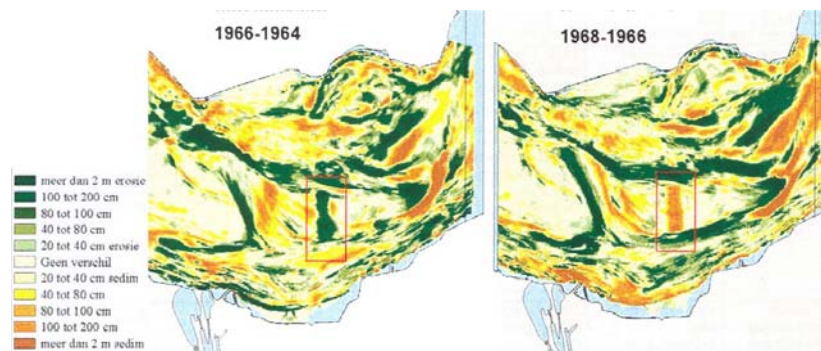 1966-1964
1968-1966
meer dan 2 m erosie
100 tot 200 cm
80 tot 100 cm
40 tot 80 cm
20 tot 40 cm erosie
Geen verschil
20 tot 40 cm sedim
40 tot 80 cm
80 tot 100 cm
100 tot 200 cm
meer dan 2 m sedim